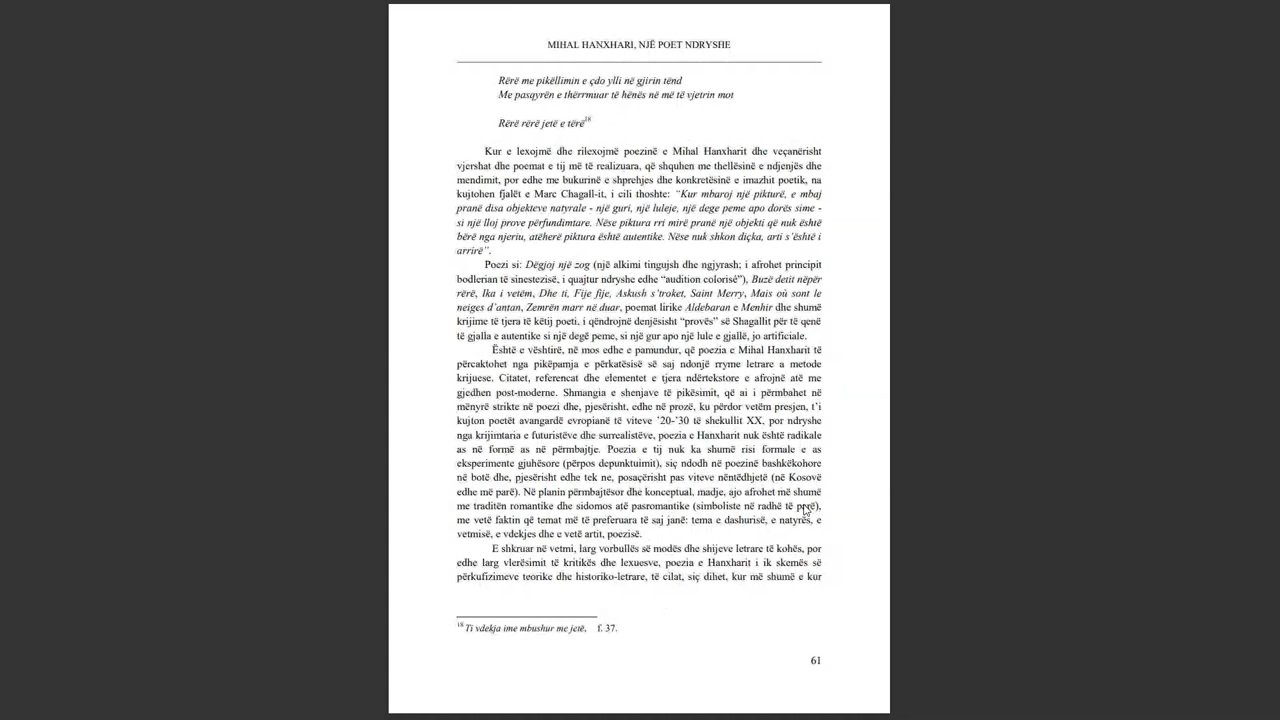 MIHAL HANXHARI, NJË POET NDRYSHE
Rërë me pikëllimin e çdo ylli në gjirin tënd
Me pasqyrën e thërrmuar të hënës në më të vjetrin mot
Rërë rërë jetë e tërë18
Kur e lexojmë dhe rilexojmë poezinë e Mihal Hanxharit dhe veçanërisht
vjershat dhe poemat e tij më të realizuara, që shquhen me thellësinë e ndjenjës dhe
mendimit, por edhe me bukurinë e shprehjes dhe konkretësinë e imazhit poetik, na
kujtohen fjalët e Marc Chagall-it, i cili thoshte: “Kur mbaroj një pikturë, e mbaj
pranë disa objekteve natyrale - një guri, një luleje, një dege peme apo dorës sime -
si një lloj prove përfundimtare. Nëse piktura rri mirë pranë një objekti që nuk është
bërë nga njeriu, atëherë piktura është autentike. Nëse nuk shkon diçka, arti s’është i
arrirë”.
Poezi si: Dëgjoj një zog (një alkimi tingujsh dhe ngjyrash; i afrohet principit
bodlerian të sinestezisë, i quajtur ndryshe edhe “audition colorisé”), Buzë detit nëpër
rërë, Ika i vetëm, Dhe ti, Fije fije, Askush s’troket, Saint Merry, Mais où sont le
neiges d’antan, Zemrën marr në duar, poemat lirike Aldebaran e Menhir dhe shumë
krijime të tjera të këtij poeti, i qëndrojnë denjësisht “provës” së Shagallit për të qenë
të gjalla e autentike si një degë peme, si një gur apo një lule e gjallë, jo artificiale.
Është e vështirë, në mos edhe e pamundur, që poezia e Mihal Hanxharit të
përcaktohet nga pikëpamja e përkatësisë së saj ndonjë rryme letrare a metode
krijuese. Citatet, referencat dhe elementet e tjera ndërtekstore e afrojnë atë me
gjedhen post-moderne. Shmangia e shenjave të pikësimit, që ai i përmbahet në
mënyrë strikte në poezi dhe, pjesërisht, edhe në prozë, ku përdor vetëm presjen, t’i
kujton poetët avangardë evropianë të viteve ’20-’30 të shekullit XX, por ndryshe
nga krijimtaria e futuristëve dhe surrealistëve, poezia e Hanxharit nuk është radikale
as në formë as në përmbajtje. Poezia e tij nuk ka shumë risi formale e as
eksperimente gjuhësore (përpos depunktuimit), siç ndodh në poezinë bashkëkohore
në botë dhe, pjesërisht edhe tek ne, posaçërisht pas viteve nëntëdhjetë (në Kosovë
edhe më parë). Në planin përmbajtësor dhe konceptual, madje, ajo afrohet më shumë
me traditën romantike dhe sidomos atë pasromantike (simboliste në radhë të parë),
me vetë faktin që temat më të preferuara të saj janë: tema e dashurisë, e natyrës, e
vetmisë, e vdekjes dhe e vetë artit, poezisë.
E shkruar në vetmi, larg vorbullës së modës dhe shijeve letrare të kohës, por
edhe larg vlerësimit të kritikës dhe lexuesve, poezia e Hanxharit i ik skemës së
përkufizimeve teorike dhe historiko-letrare, të cilat, siç dihet, kur më shumë e kur
18 Ti vdekja ime mbushur me jetë, f. 37.
61